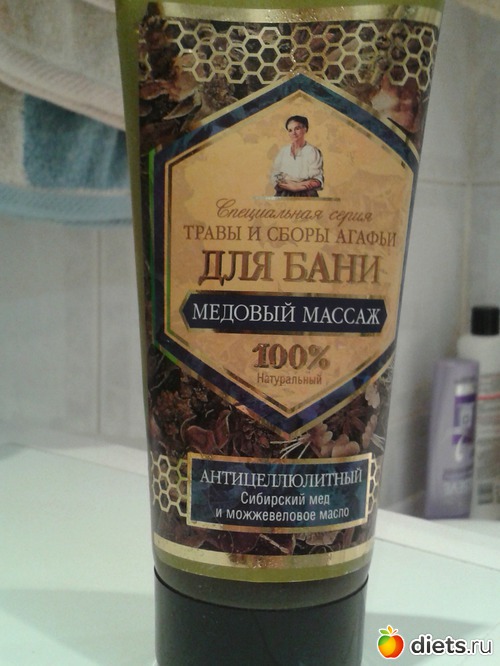 Специальная серия
ТРАВЫ И СБОРЫ АГАФЬИ
ДЛЯ БАНИ
МЕДОВЫЙ МАССАЖ
100%
Натуральный
АНТИЦЕЛЛЮЛИТНЫЙ
Сибирский мед
и можжевеловое масло
diets.ru